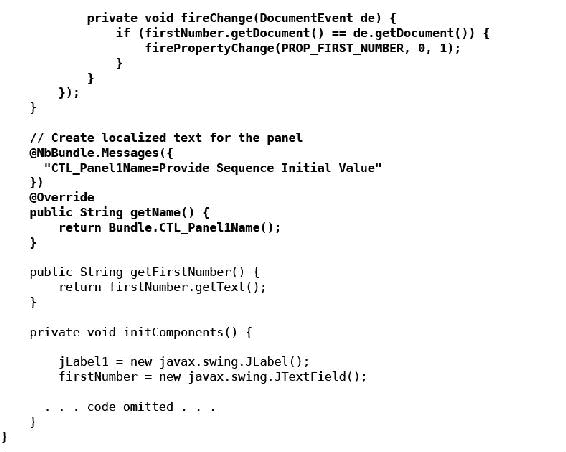 private void fireChange(DocumentEvent de) {
                if (firstNumber.getDocument() == de.getDocument()) {
                    firePropertyChange(PROP_FIRST_NUMBER, 0, 1);
                }
            }
        });
    }

    // Create localized text for the panel
    @NbBundle.Messages({
      "CTL_Panel1Name=Provide Sequence Initial Value"
    })
    @Override
    public String getName() {
        return Bundle.CTL_Panel1Name();
    }

    public String getFirstNumber() {
        return firstNumber.getText();
    }

    private void initComponents() {

        jLabel1 = new javax.swing.JLabel();
        firstNumber = new javax.swing.JTextField();

      . . . code omitted . . .
    }
}